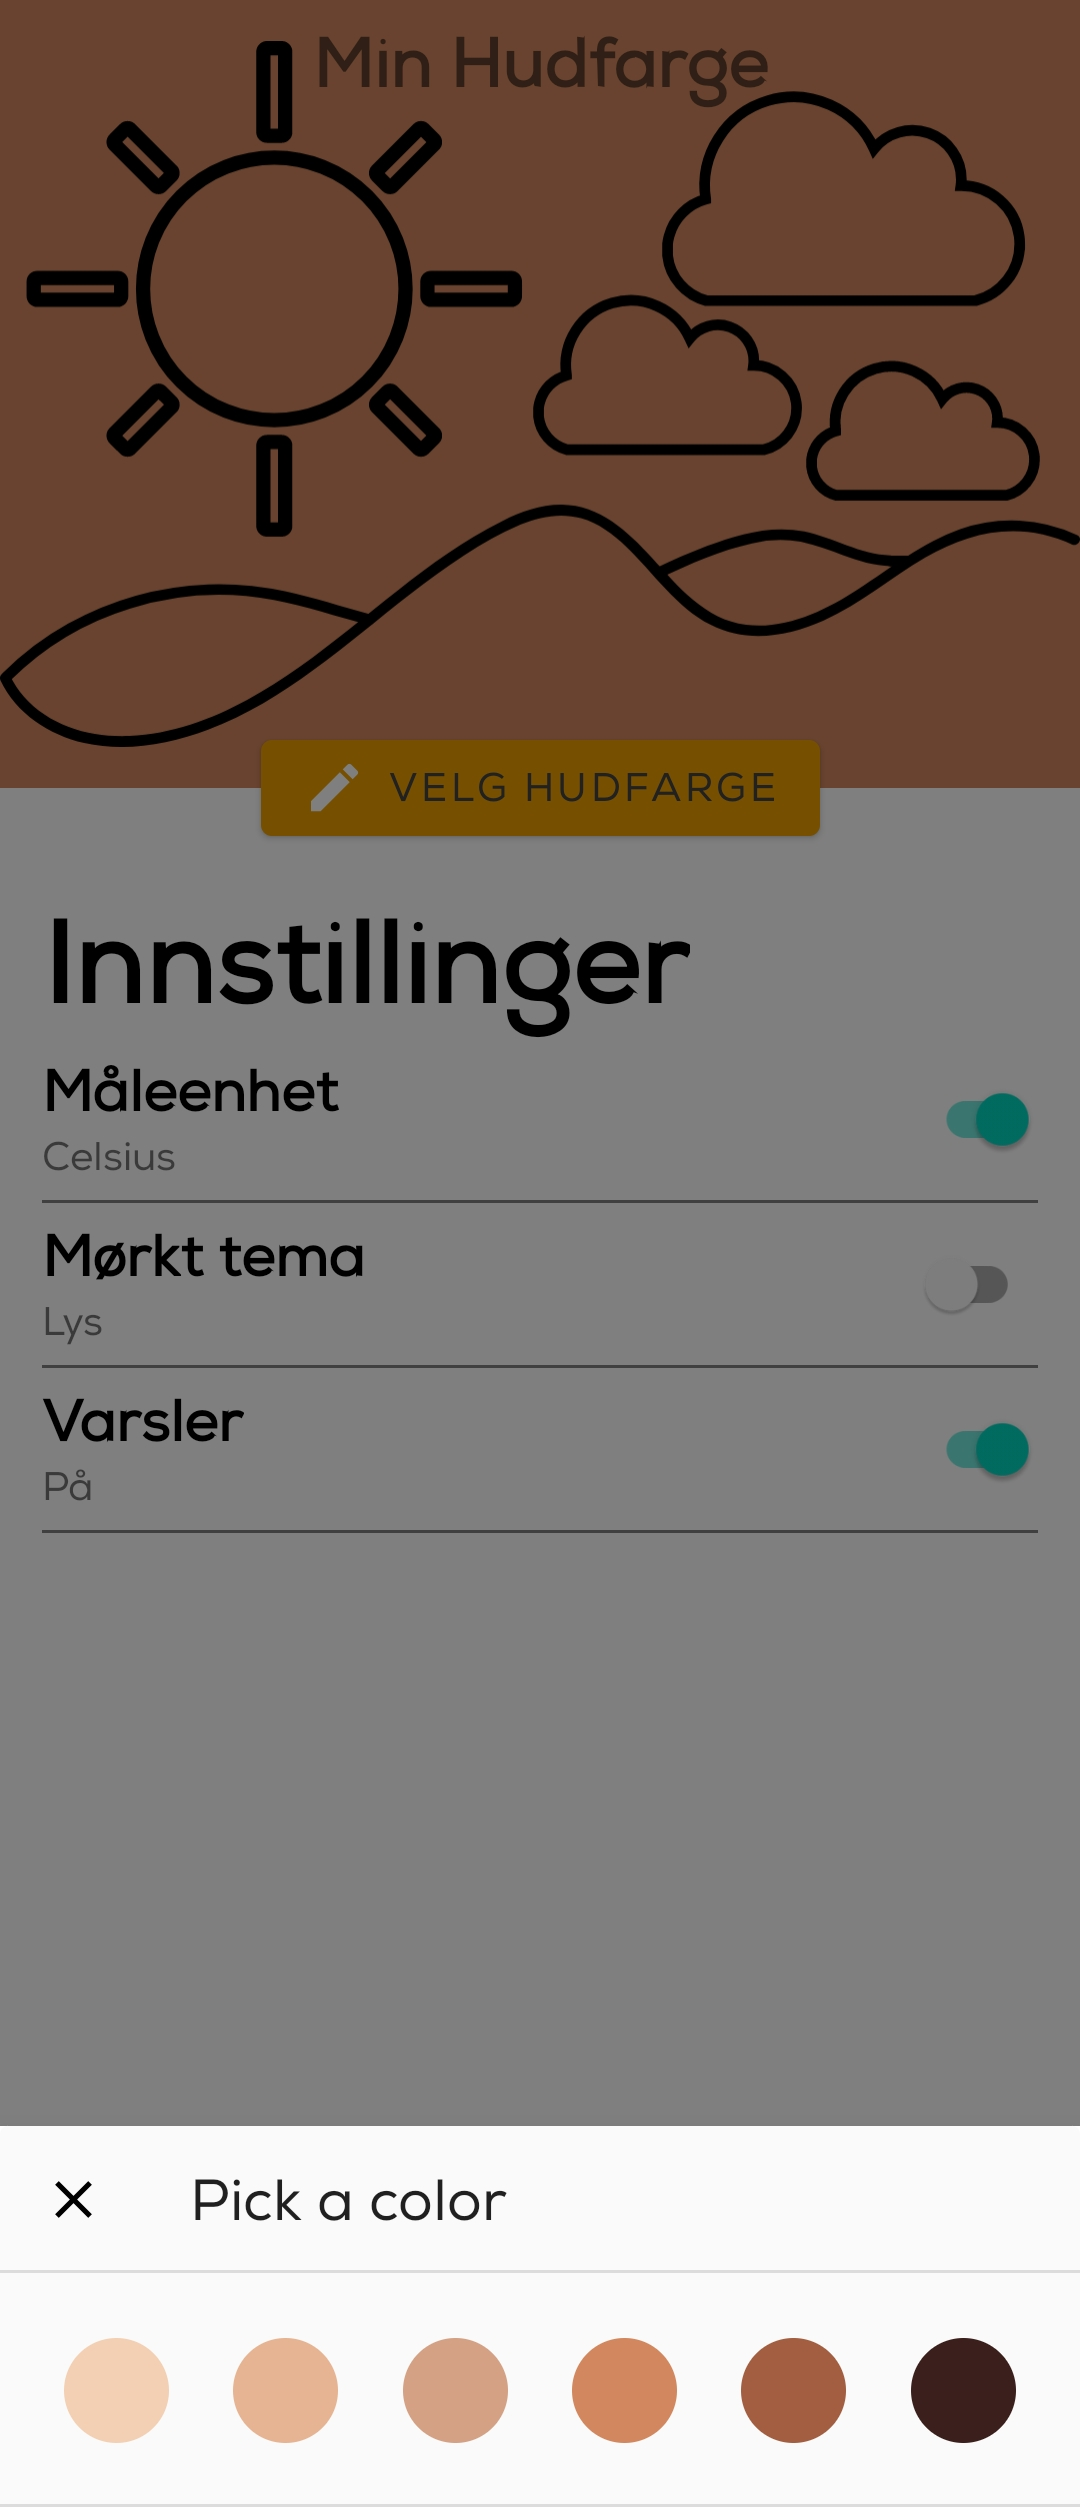 Min Hudfarge
VELG HUDFARGE
Innstillinger
Måleenhet
Celsius
Mørkt tema
Lys
Varsler
På
Pick a color